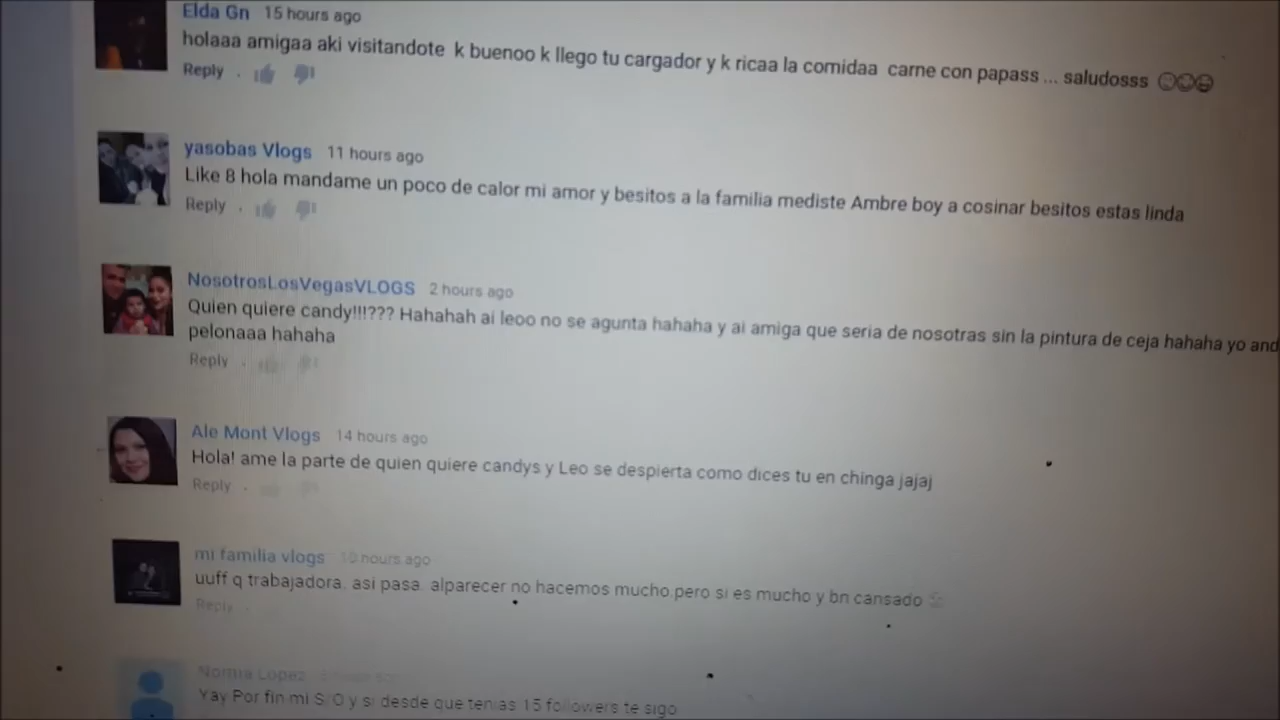 Elda Gn 15 hours ago
holaaa amigaa aki visitandote k buenoo k llego tu cargador y k ricaa la comidaa carne con papass ... saludosss
Reply .
yasobas Vlogs 11 hours ago
Like 8 hola mandame un poco de calor mi amor y besitos a la familia mediste Ambre boy a cosinar besitos estas linda
Reply .
NosotrosLosVegasVLOGS 2 hours ago
Quien quiere candy!!!??? Hahahah ai leoo no se agunta hahaha y ai amiga que seria de nosotras sin la pintura de ceja hahaha yo and
pelonaaa hahaha
Reply .
Ale Mont Vlogs 14 hours ago
Hola! ame la parte de quien quiere candys y Leo se despierta como dices tu en chinga jajaj
Reply .
mi familia vlogs hours ago
uuff q trabajadora. asi pasa. alparecer no hacemos mucho.pero si es mucho y bn cansado
Reply .
Lopez
Yay Por fin mi S/O y si desde que tenias 15 followers te sigo